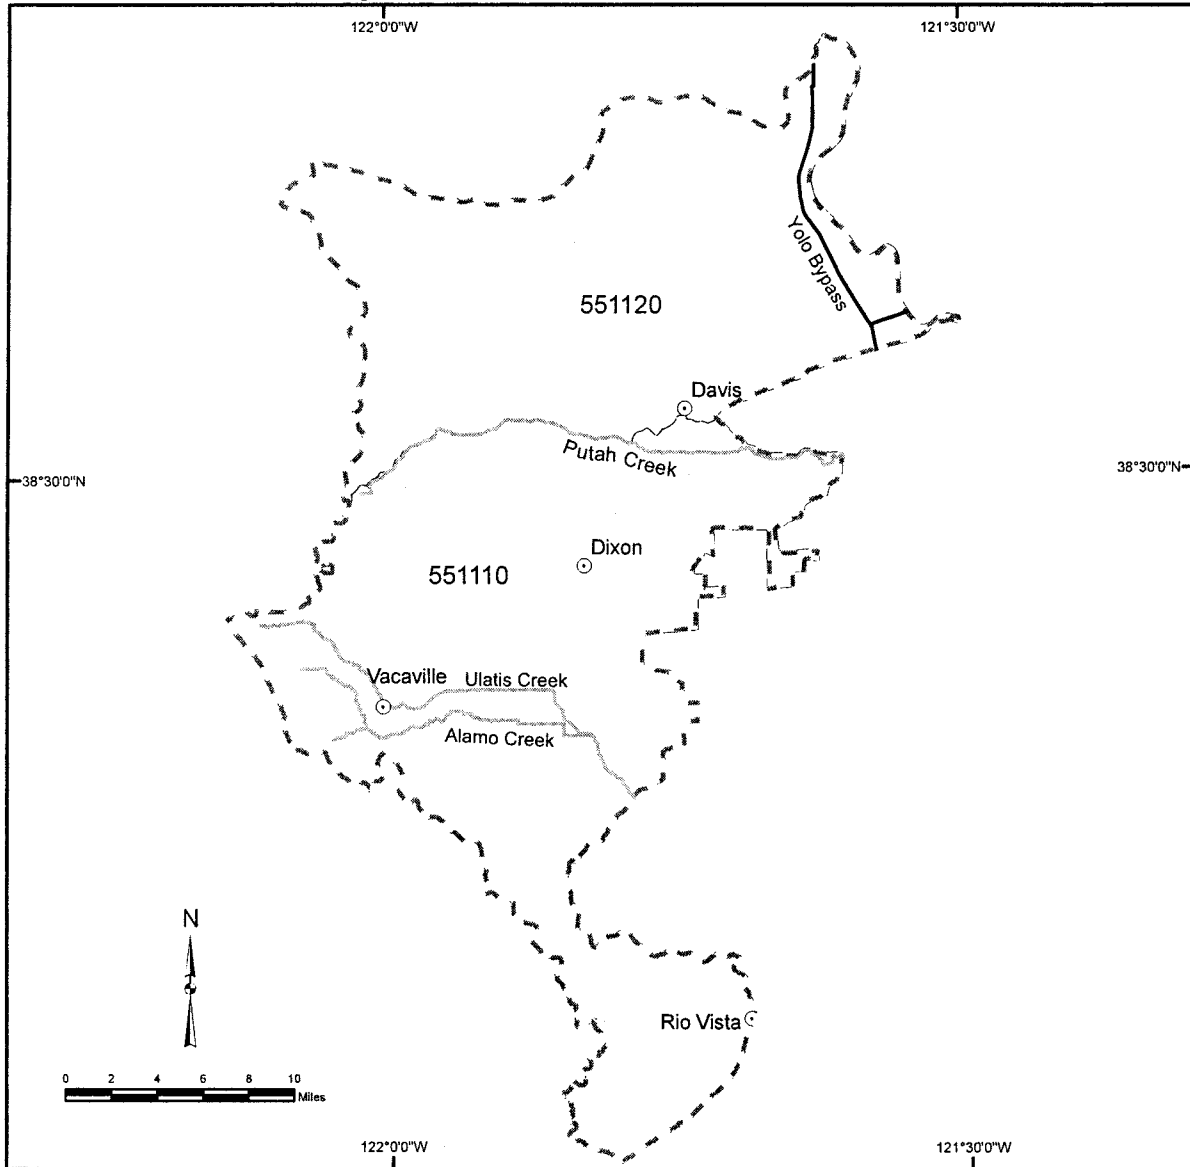 122°0'0"W
121°30'0"W
Yolo Bypass
551120
Davis
Putah Creek
38°30'0"N
38°30'0"N
Dixon
551110
Vacaville
Ulatis Creek
Alamo Creek
N
Rio Vista
0 2 4 6 8 10
Miles
122°0'0"W
121°30'0"W